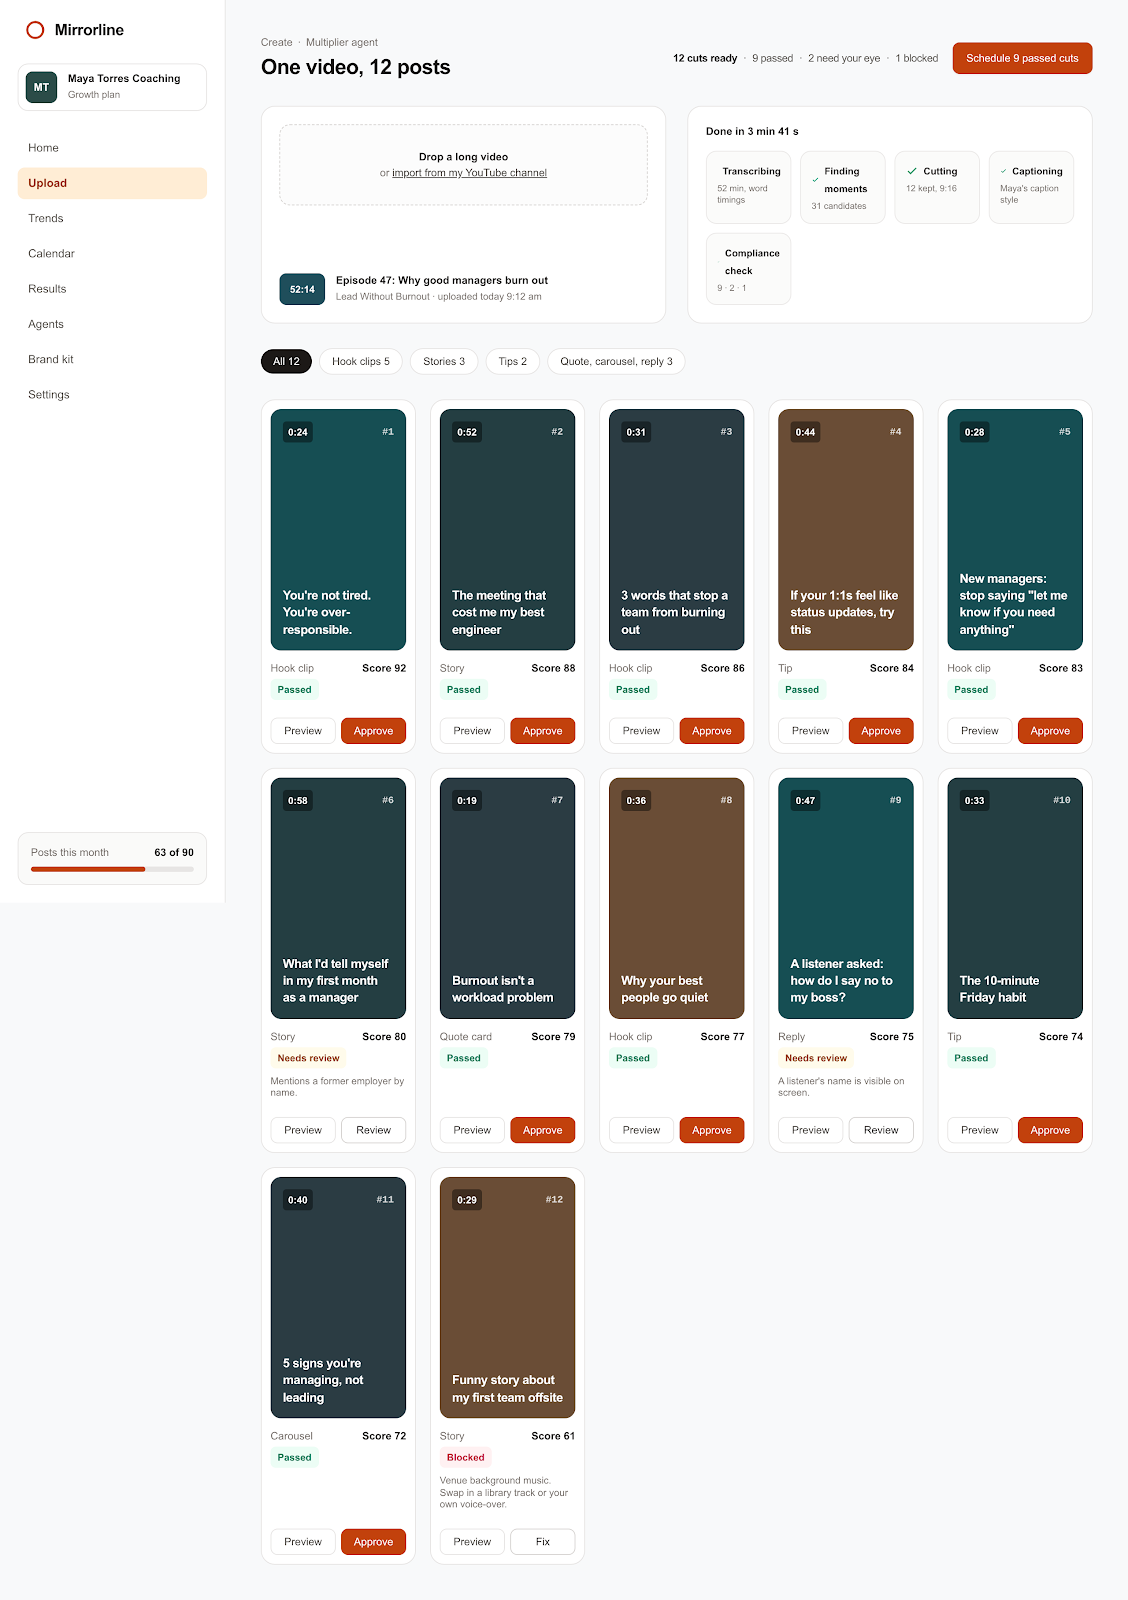 Mirrorline
MT
Maya Torres Coaching
Growth plan
Home
Upload
Trends
Calendar
Results
Agents
Brand kit
Settings
Posts this month 63 of 90
Create · Multiplier agent
One video, 12 posts
12 cuts ready · 9 passed · 2 need your eye · 1 blocked
Schedule 9 passed cuts
Drop a long video
or import from my YouTube channel
52:14
Episode 47: Why good managers burn out
Lead Without Burnout · uploaded today 9:12 am
Done in 3 min 41 s
Transcribing
52 min, word
timings
Finding
moments
31 candidates
Cutting
12 kept, 9:16
Captioning
Maya's caption
style
Compliance
check
9 · 2 · 1
All 12
Hook clips 5
Stories 3
Tips 2
Quote, carousel, reply 3
0:24 #1
You're not tired.
You're over-
responsible.
Hook clip Score 92
Passed
Preview Approve
0:52 #2
The meeting that
cost me my best
engineer
Story Score 88
Passed
Preview Approve
0:31 #3
3 words that stop a
team from burning
out
Hook clip Score 86
Passed
Preview Approve
0:44 #4
If your 1:1s feel like
status updates, try
this
Tip Score 84
Passed
Preview Approve
0:28 #5
New managers:
stop saying "let me
know if you need
anything"
Hook clip Score 83
Passed
Preview Approve
0:58 #6
What I'd tell myself
in my first month
as a manager
Story Score 80
Needs review
Mentions a former employer by
name.
Preview Review
0:19 #7
Burnout isn't a
workload problem
Quote card Score 79
Passed
Preview Approve
0:36 #8
Why your best
people go quiet
Hook clip Score 77
Passed
Preview Approve
0:47 #9
A listener asked:
how do I say no to
my boss?
Reply Score 75
Needs review
A listener's name is visible on
screen.
Preview Review
0:33 #10
The 10-minute
Friday habit
Tip Score 74
Passed
Preview Approve
0:40 #11
5 signs you're
managing, not
leading
Carousel Score 72
Passed
Preview Approve
0:29 #12
Funny story about
my first team offsite
Story Score 61
Blocked
Venue background music.
Swap in a library track or your
own voice-over.
Preview Fix